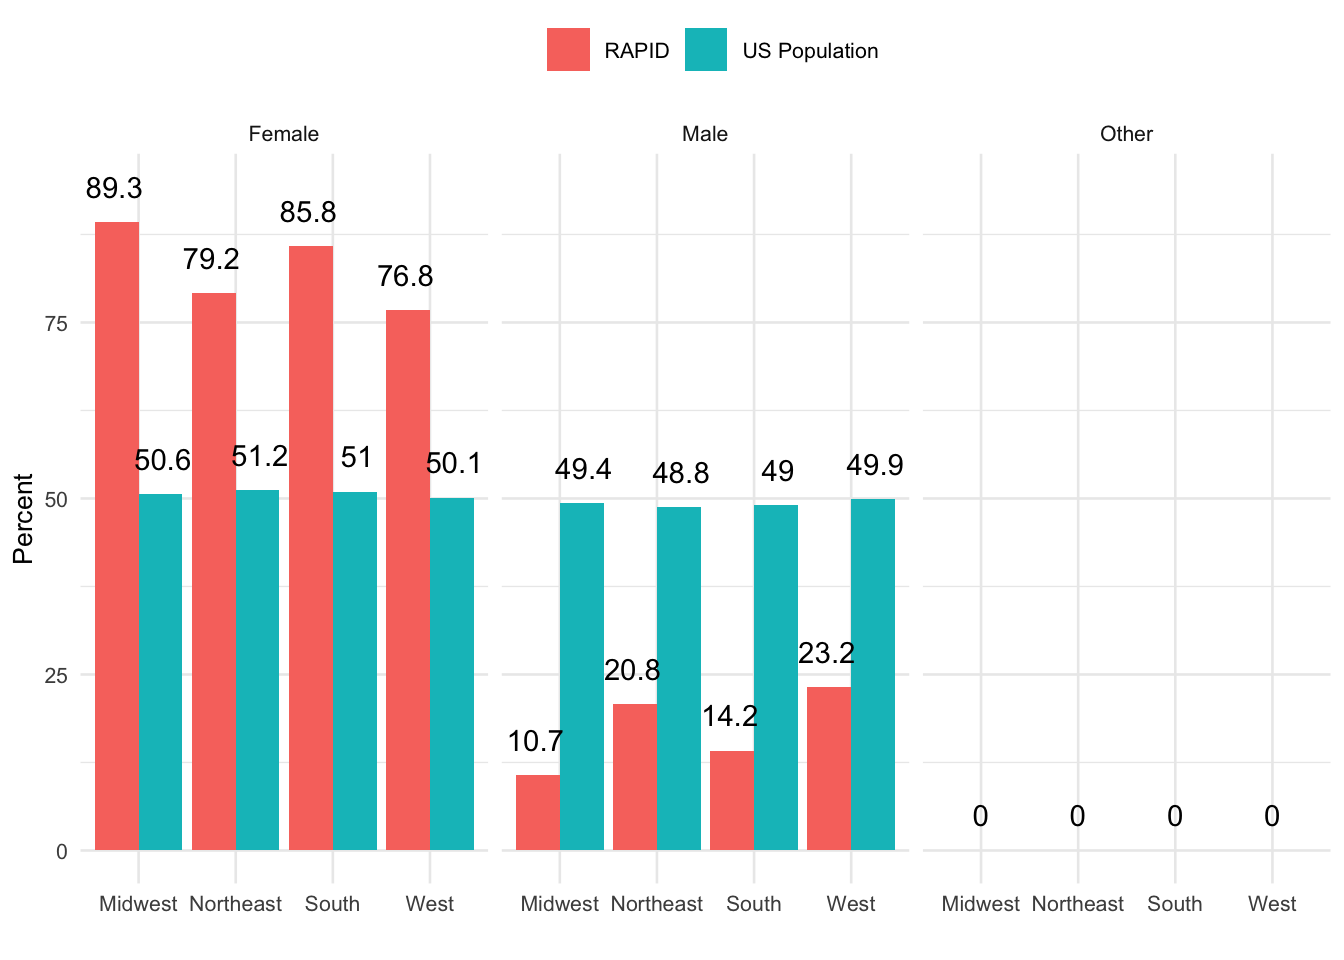 RAPID US Population
Female Male Other
89.3
85.8
79.2
76.8
75
50.6 51.2 51 50.1 49.4 48.8 49 49.9
50
Percent
25
23.2
20.8
14.2
10.7
0 0 0 0
0
Midwest Northeast South West Midwest Northeast South West Midwest Northeast South West